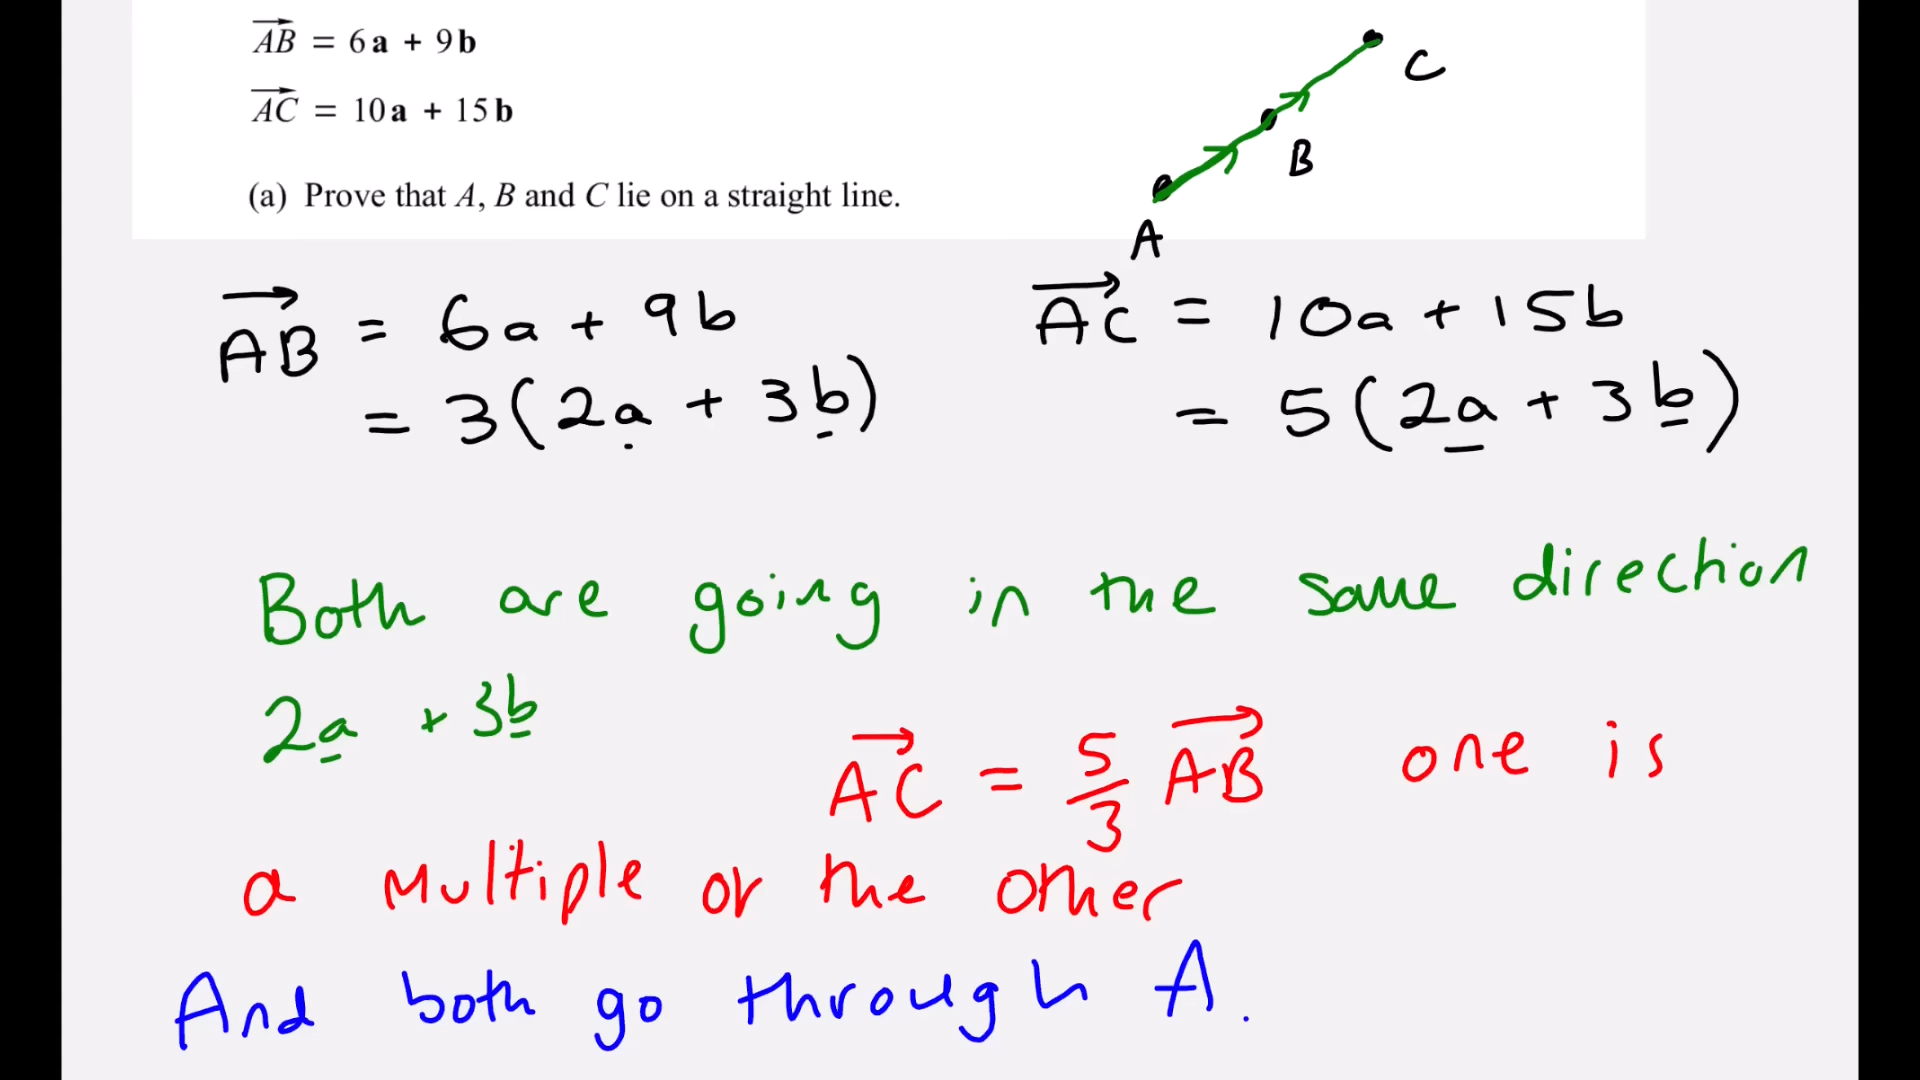 AB = 6a + 9b
AC = 10a + 15b
(a) Prove that A, B and C lie on a straight line.
C
B
A
AB = 6a + 9b
= 3(2a + 3b)
AC = 10a + 15b
= 5(2a + 3b)
Both are going in the same direction
2a + 3b
AC = 5/3 AB one is
a multiple or the other
And both go through A.